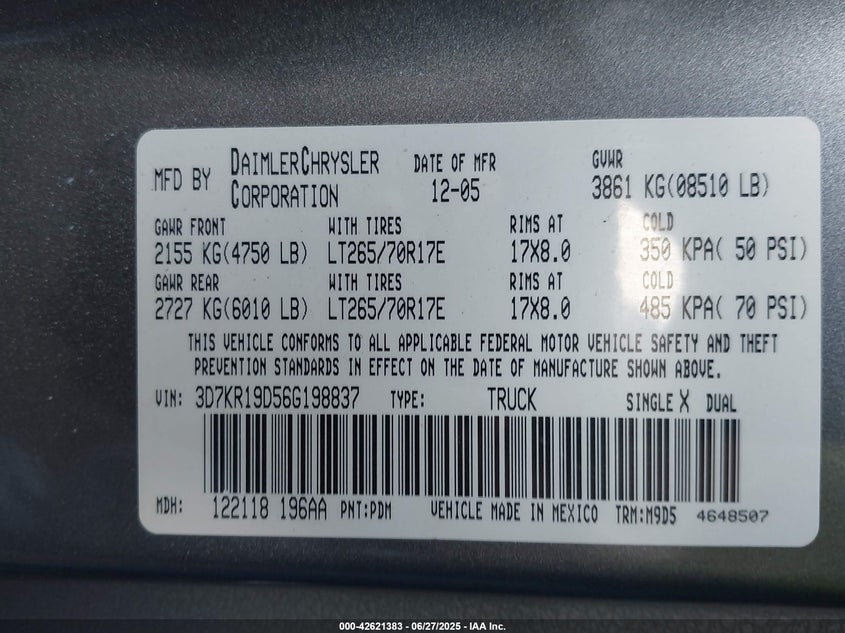 MFD BY DAIMLERCHRYSLER CORPORATION DATE OF MFR 12-05 GVWR 3861 KG(08510 LB)
GAWR FRONT WITH TIRES RIMS AT COLD
2155 KG(4750 LB) LT265/70R17E 17X8.0 350 KPA( 50 PSI)
GAWR REAR WITH TIRES RIMS AT COLD
2727 KG(6010 LB) LT265/70R17E 17X8.0 485 KPA( 70 PSI)
THIS VEHICLE CONFORMS TO ALL APPLICABLE FEDERAL MOTOR VEHICLE SAFETY AND THEFT
PREVENTION STANDARDS IN EFFECT ON THE DATE OF MANUFACTURE SHOWN ABOVE.
VIN: 3D7KR19D56G198837 TYPE: TRUCK SINGLE X DUAL
MDH: 122118 196AA PNT:PDM VEHICLE MADE IN MEXICO TRM:M9D5 4648507
000-42621383 - 06/27/2025 - IAA Inc.